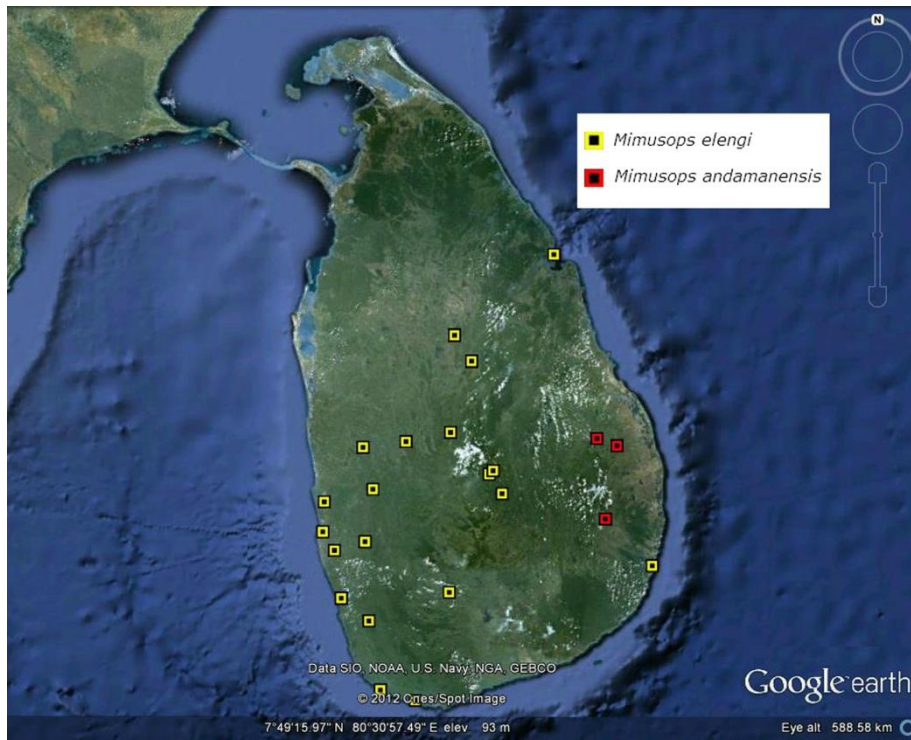 N
Mimusops elengi
Mimusops andamanensis
Data SIO, NOAA, U.S. Navy, NGA, GEBCO
© 2012 Cnes/Spot Image
Google earth
7°49'15.97" N 80°30'57.49" E elev 93 m
Eye alt 588.58 km